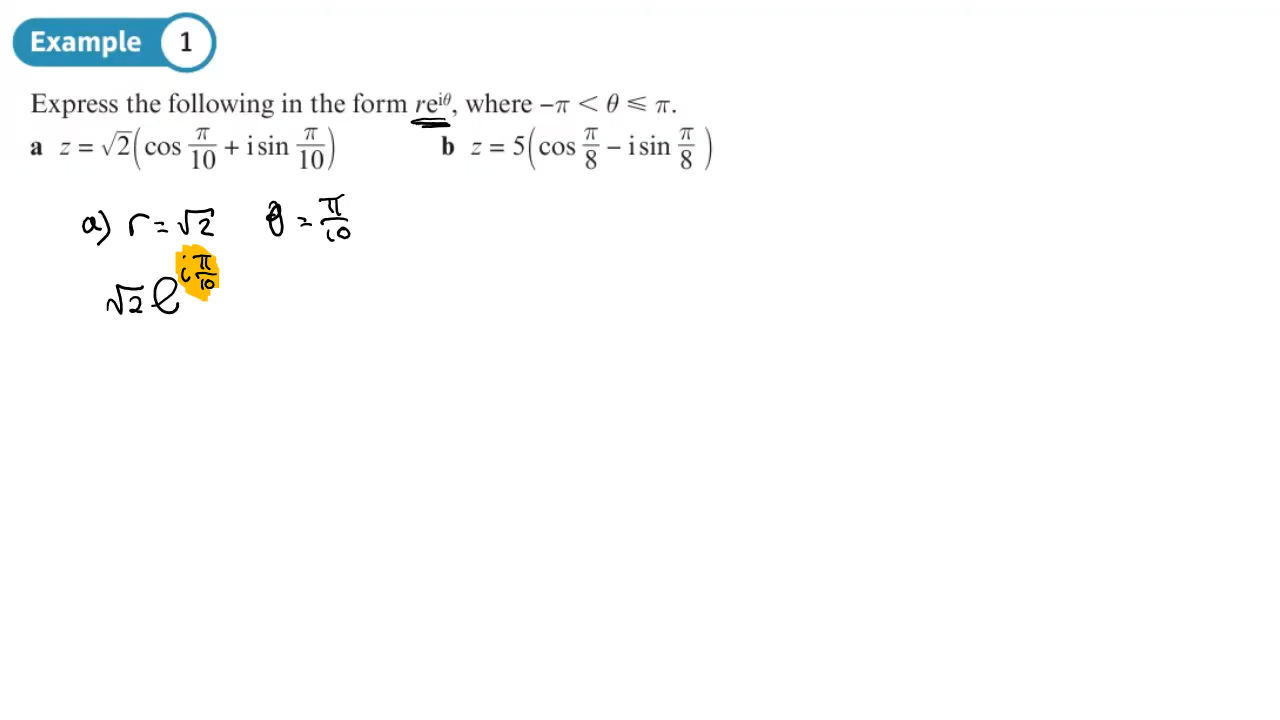 Example 1
Express the following in the form re^{iθ}, where −π < θ ⩽ π.
a z = √2(cos π/10 + i sin π/10) b z = 5(cos π/8 − i sin π/8)
a) r = √2 θ = π/10
√2 e^{iπ/10}